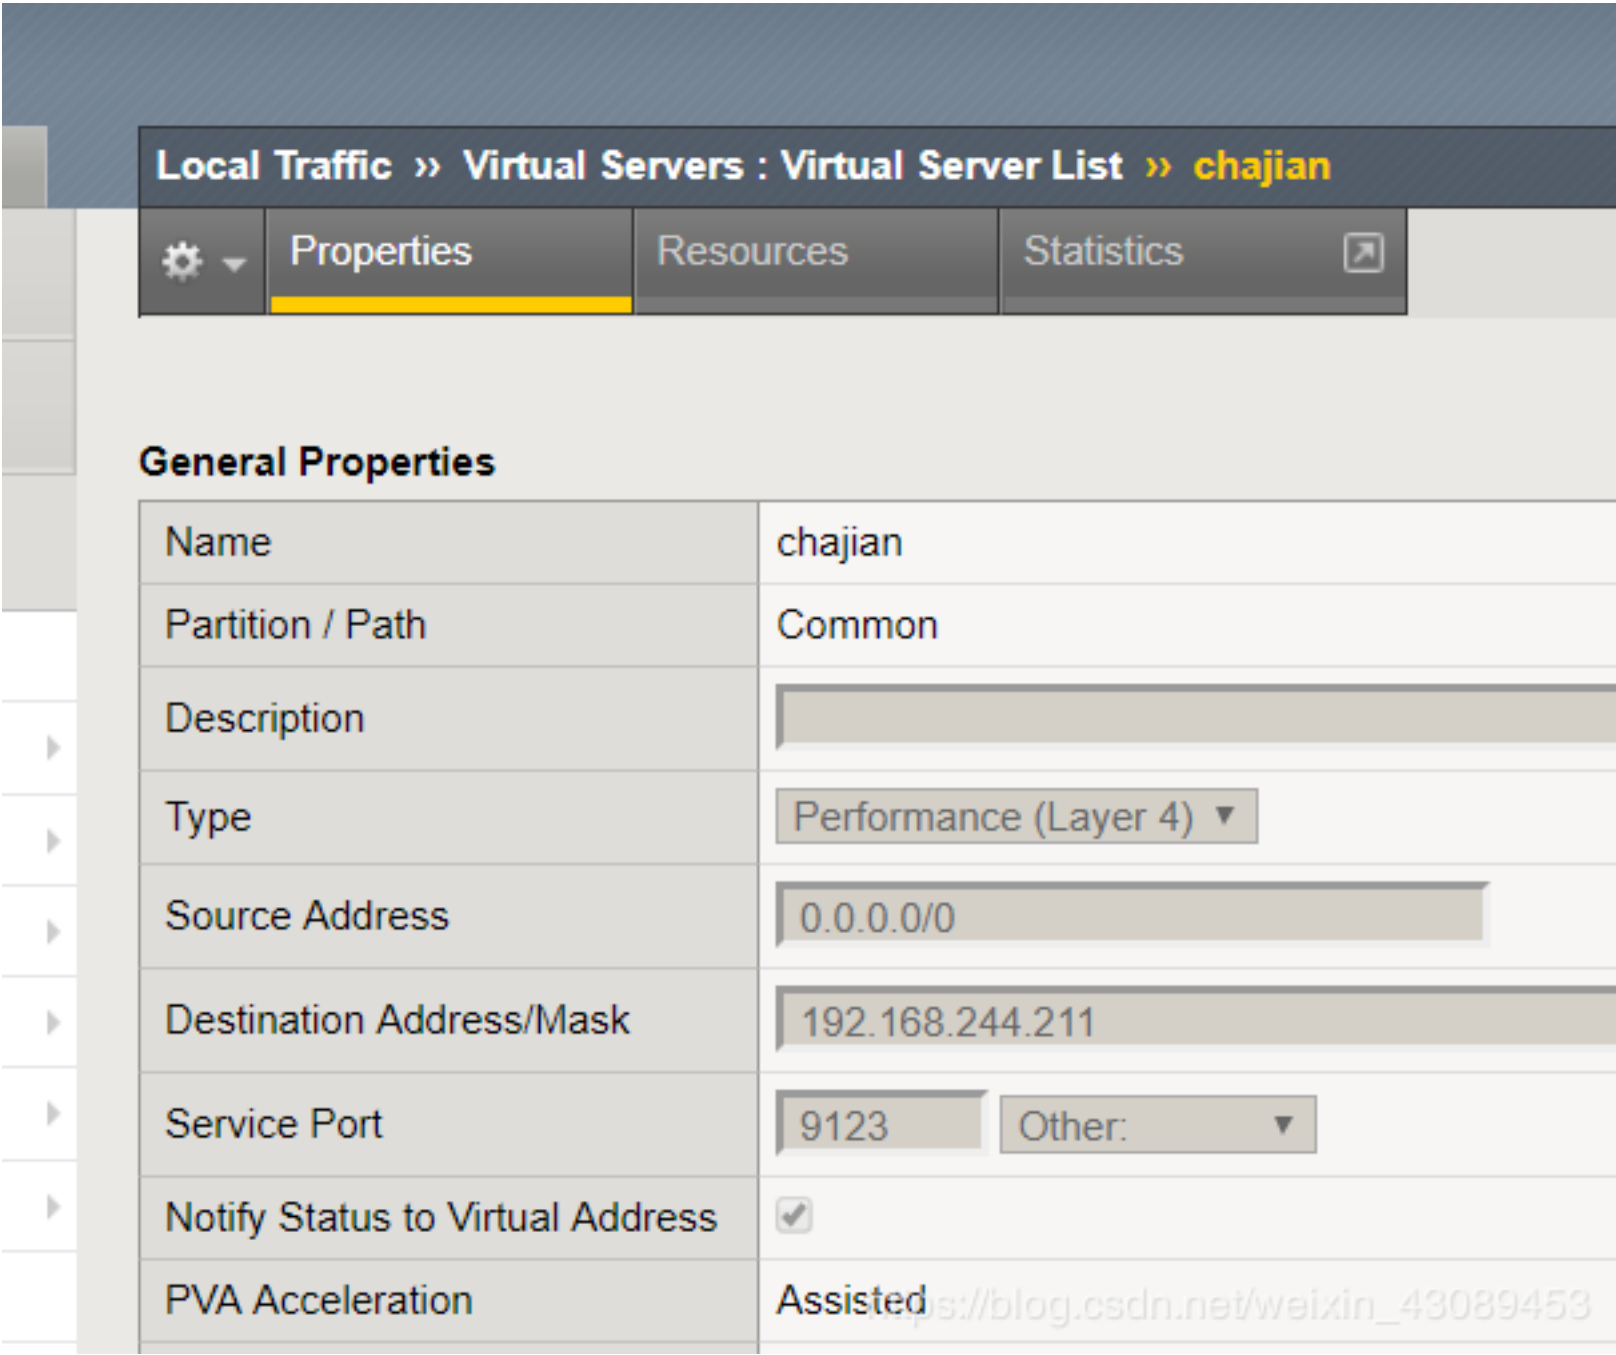 Local Traffic ›› Virtual Servers : Virtual Server List ›› chajian
Properties Resources Statistics
General Properties
Name chajian
Partition / Path Common
Description
Type Performance (Layer 4)
Source Address 0.0.0.0/0
Destination Address/Mask 192.168.244.211
Service Port 9123 Other:
Notify Status to Virtual Address
PVA Acceleration Assisted
https://blog.csdn.net/weixin_43089453